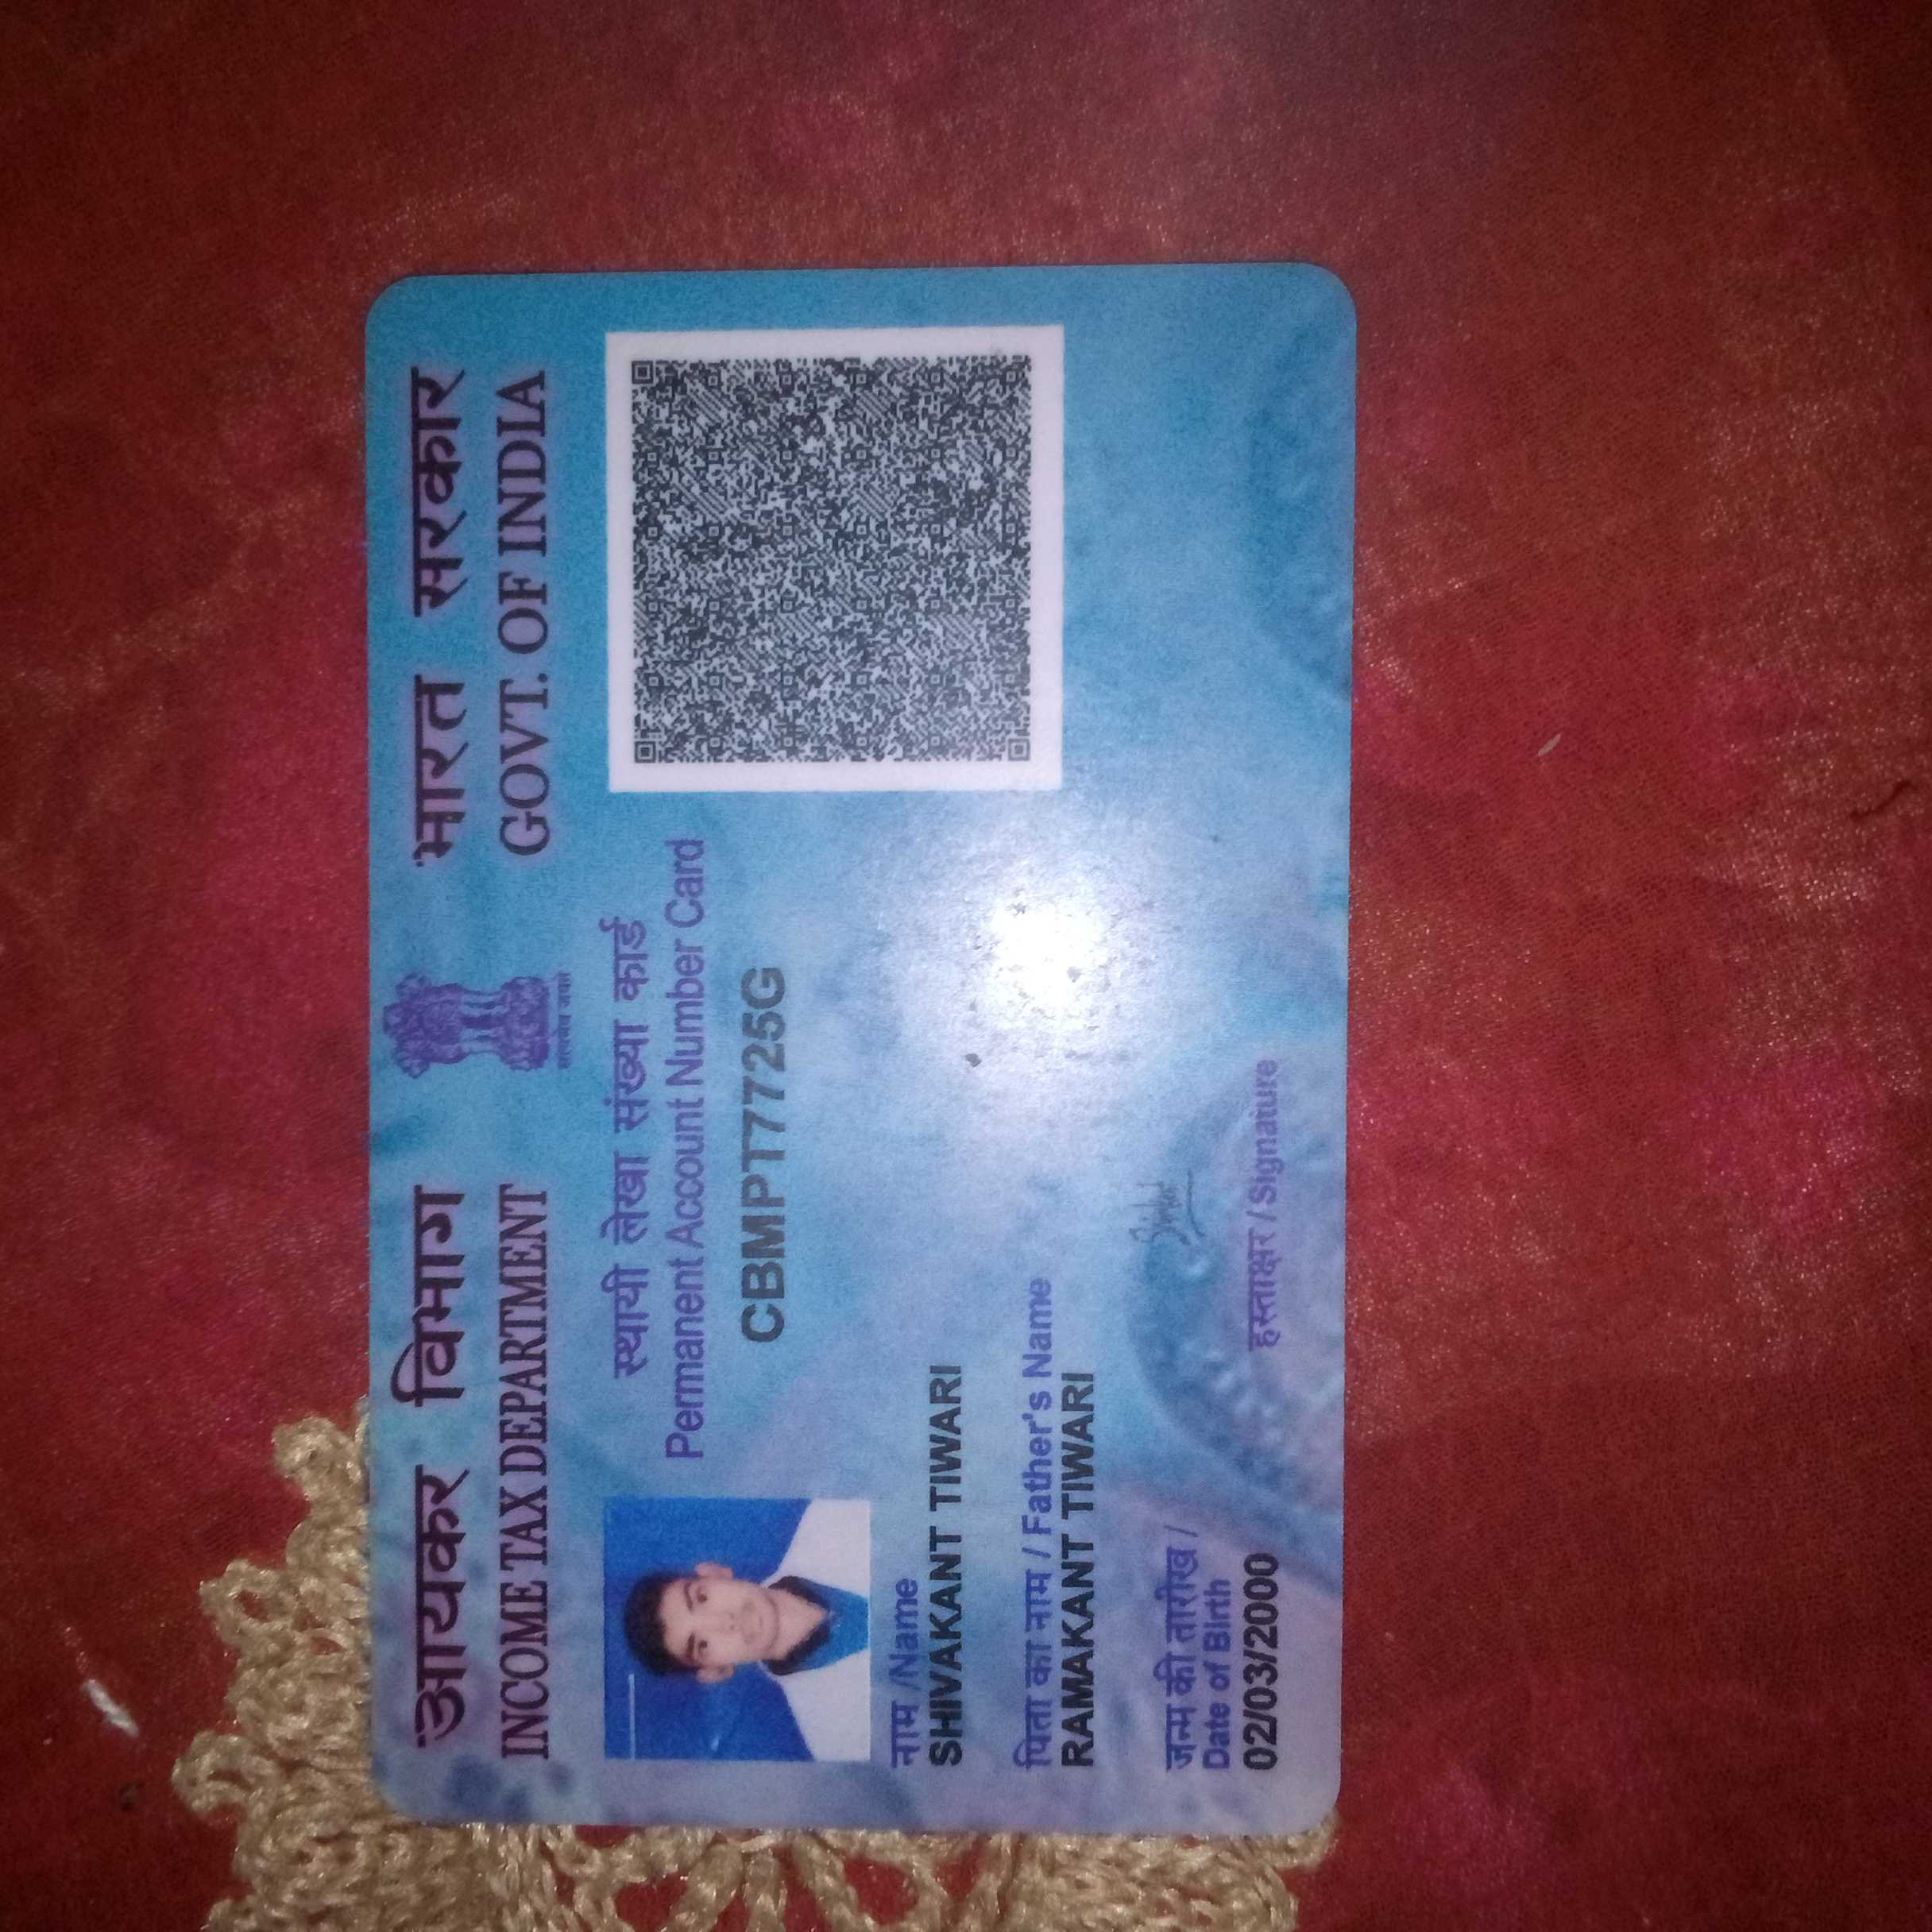 आयकर विभाग
INCOME TAX DEPARTMENT
भारत सरकार
GOVT. OF INDIA
सत्यमेव जयते
स्थायी लेखा संख्या कार्ड
Permanent Account Number Card
CBMPT7725G
नाम /Name
SHIVAKANT TIWARI
पिता का नाम / Father's Name
RAMAKANT TIWARI
जन्म की तारीख /
Date of Birth
02/03/2000
हस्ताक्षर / Signature